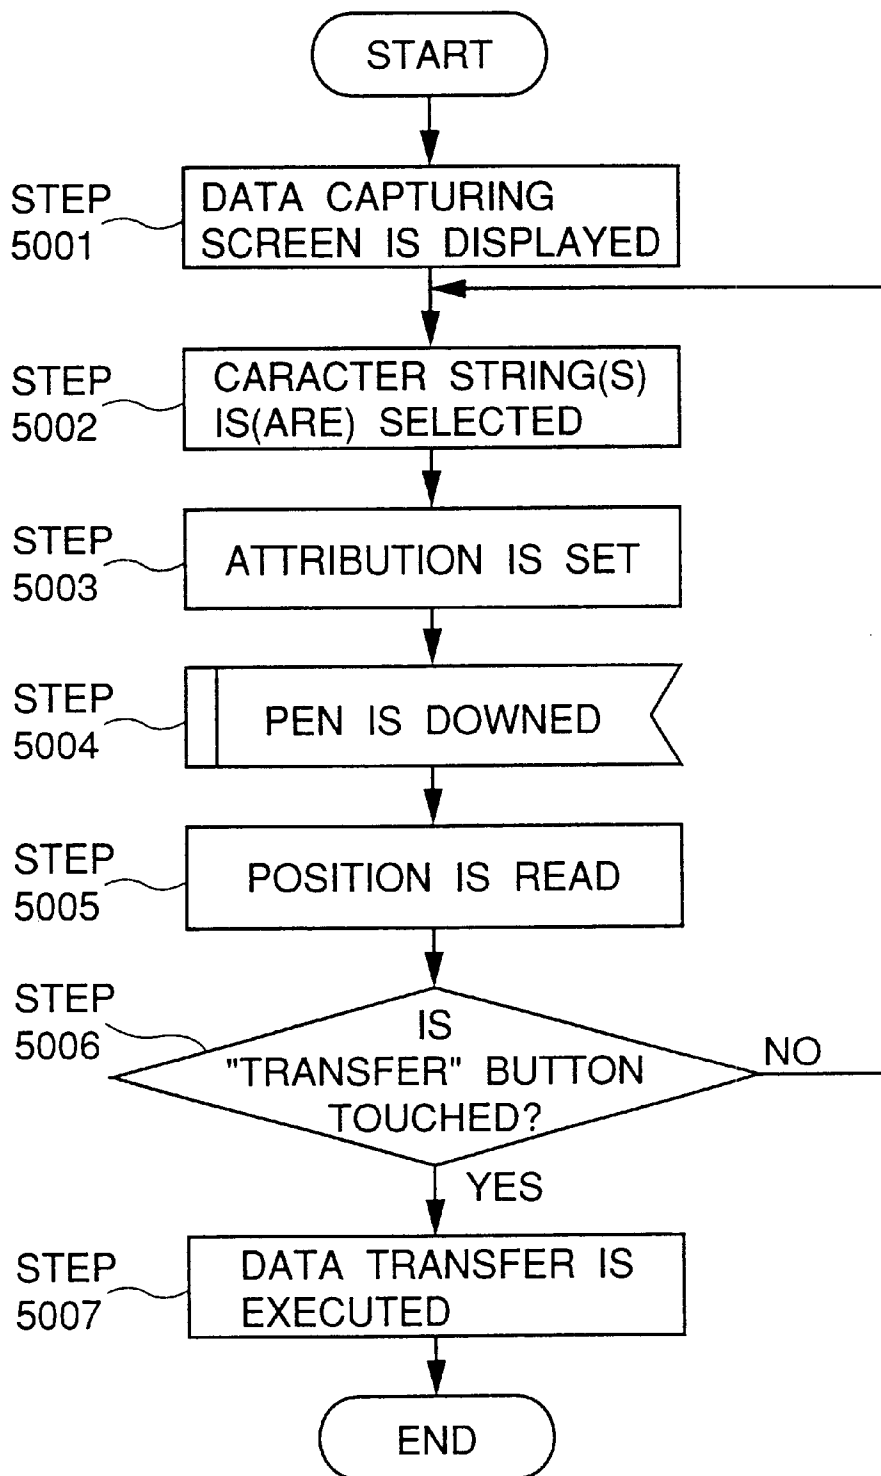 START
STEP
5001
DATA CAPTURING
SCREEN IS DISPLAYED
STEP
5002
CARACTER STRING(S)
IS(ARE) SELECTED
STEP
5003
ATTRIBUTION IS SET
STEP
5004
PEN IS DOWNED
STEP
5005
POSITION IS READ
STEP
5006
IS
"TRANSFER" BUTTON
TOUCHED?
NO
YES
STEP
5007
DATA TRANSFER IS
EXECUTED
END